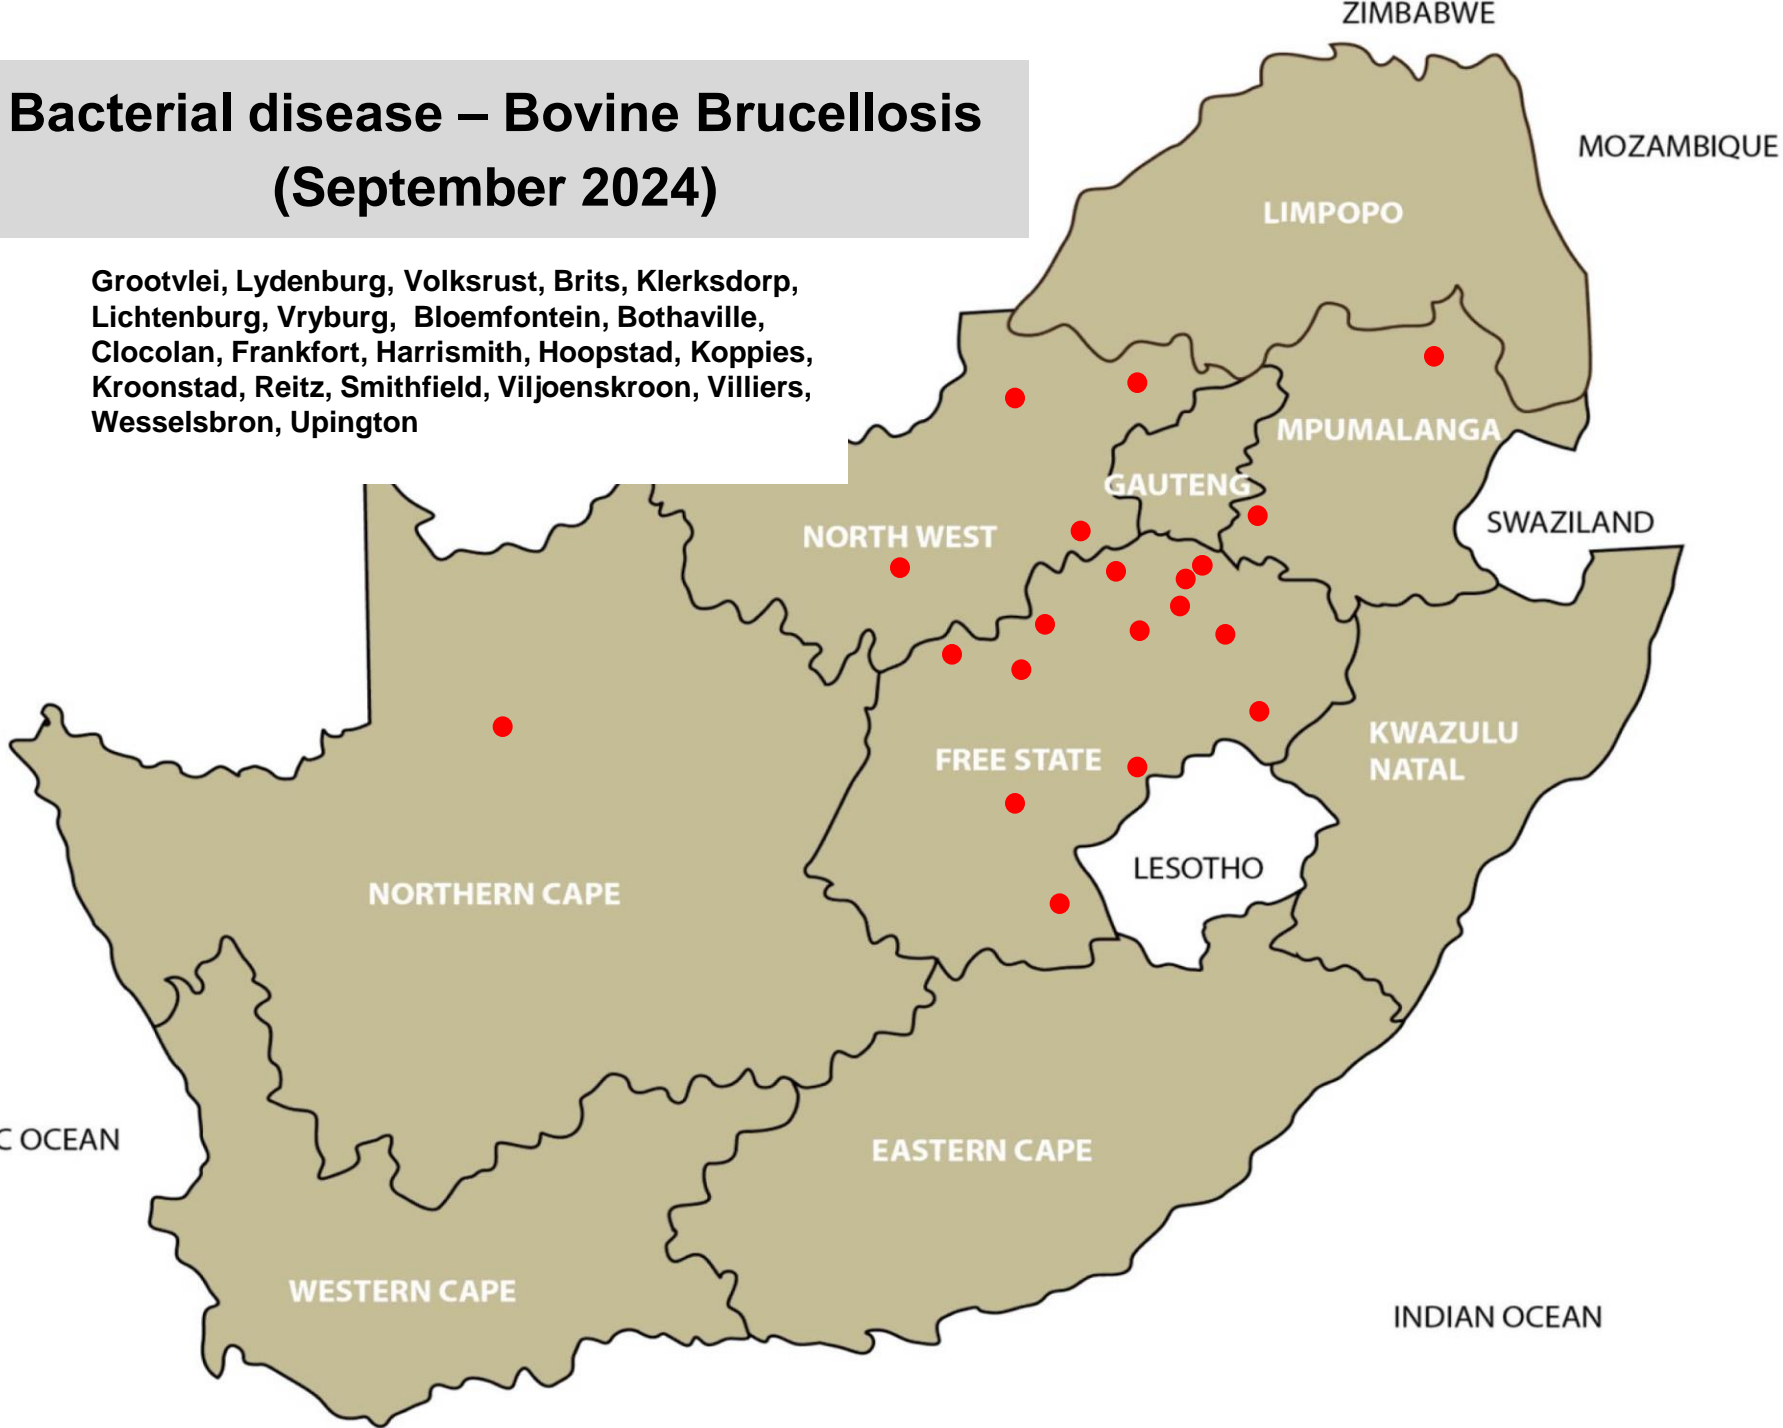 ZIMBABWE
Bacterial disease – Bovine Brucellosis
(September 2024)
MOZAMBIQUE
LIMPOPO
Grootvlei, Lydenburg, Volksrust, Brits, Klerksdorp,
Lichtenburg, Vryburg, Bloemfontein, Bothaville,
Clocolan, Frankfort, Harrismith, Hoopstad, Koppies,
Kroonstad, Reitz, Smithfield, Viljoenskroon, Villiers,
Wesselsbron, Upington
MPUMALANGA
GAUTENG
SWAZILAND
NORTH WEST
KWAZULU
NATAL
FREE STATE
LESOTHO
NORTHERN CAPE
C OCEAN
EASTERN CAPE
WESTERN CAPE
INDIAN OCEAN